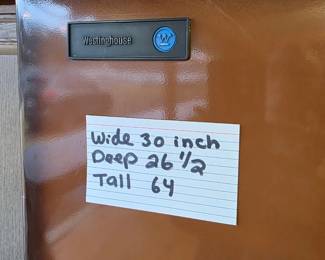 Westinghouse W
Wide 30 inch
Deep 26 1/2
Tall 64